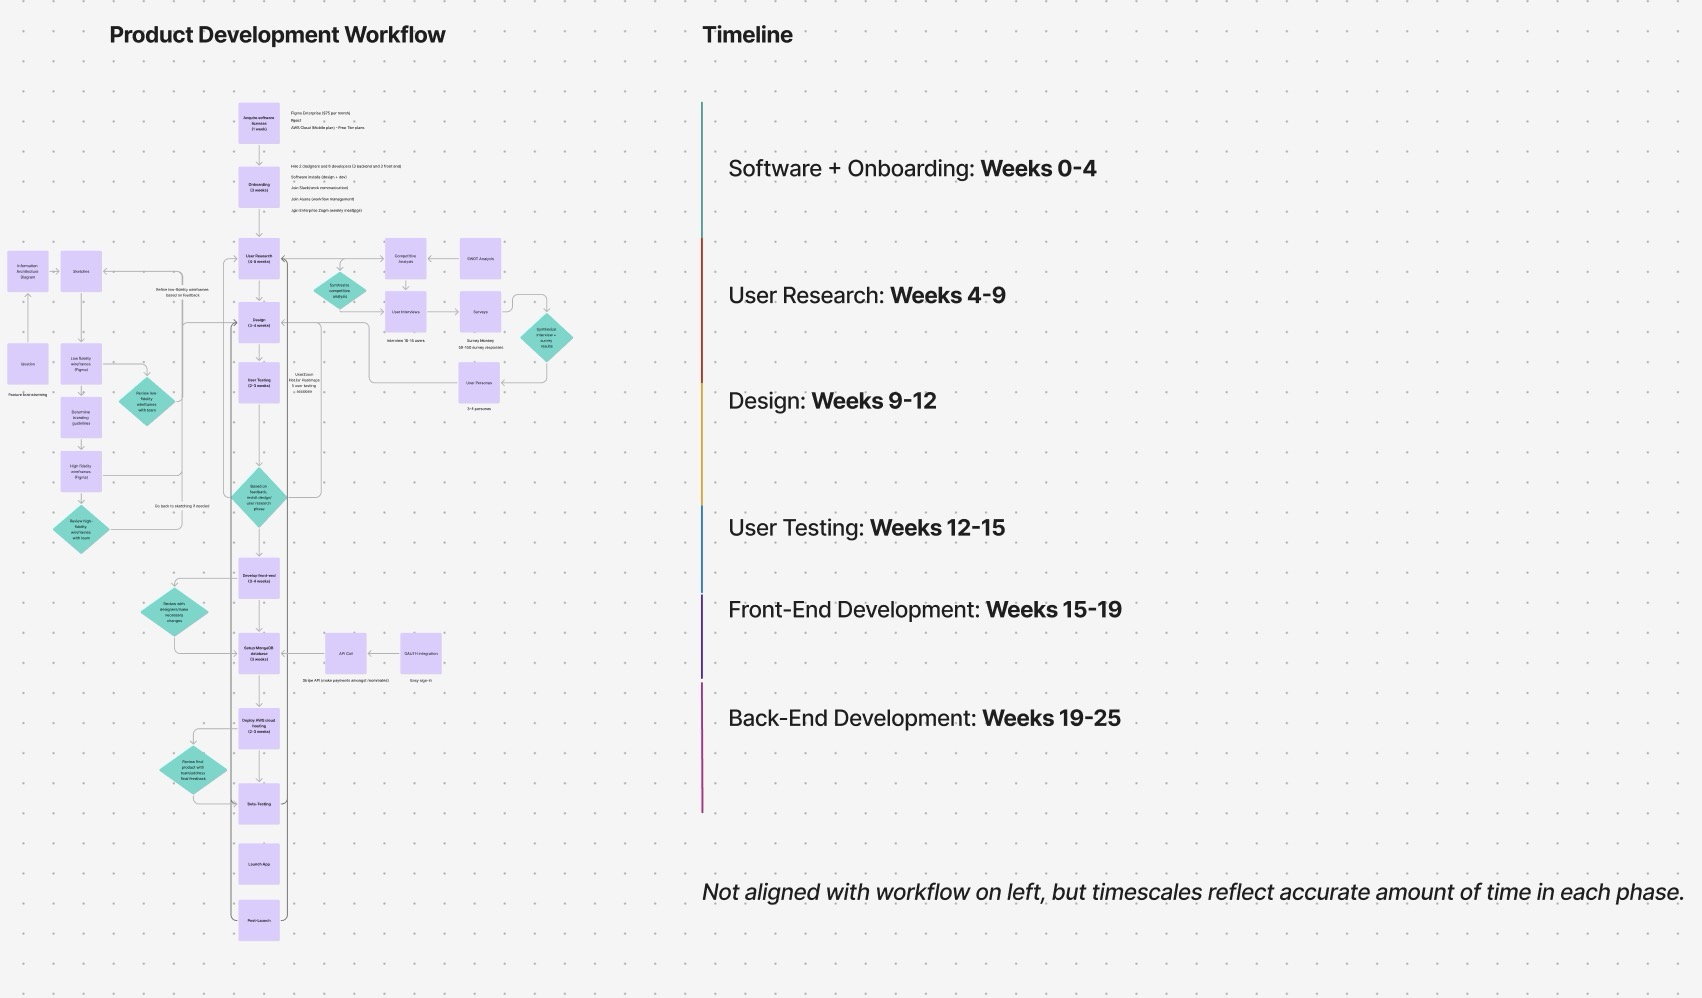 Product Development Workflow
Timeline
Acquire software
licenses
(1 week)
Figma Enterprise ($75 per month)
React
AWS Cloud (Mobile plan) - Free Tier plans
Onboarding
(3 weeks)
Hire 2 designers and 6 developers (3 backend and 3 front end)
Software installs (design + dev)
Join Slack (work communication)
Join Asana (workflow management)
Join Enterprise Zoom (weekly meetings)
User Research
Competitive
Analysis
SWOT Analysis
Synthesize
competitive
analysis
User Interviews
Surveys
Interview 10-15 users
Survey Monkey
50-100 survey responses
Synthesize
interview +
survey
results
User Personas
3-4 personas
Information
Architecture
Diagram
Sketches
Refine low-fidelity wireframes
based on feedback
Ideation
Feature brainstorming
Low fidelity
wireframes
(Figma)
Review low-
fidelity
wireframes
with team
Determine
branding
guidelines
High fidelity
wireframes
(Figma)
Review high-
fidelity
wireframes
with team
Go back to sketching if needed
Design
(3-4 weeks)
User Testing
(2-3 weeks)
UserZoom
Hotjar heatmaps
5 user testing
sessions
Based on
feedback,
revisit design/
user research
phase
Develop front-end
(3-4 weeks)
Review with
designers/make
necessary
changes
Setup MongoDB
database
(3 weeks)
API Call
OAUTH Integration
Stripe API (make payments amongst roommates)
Easy sign-in
Deploy AWS cloud
hosting
(2-3 weeks)
Review final
product with
team/address
final feedback
Beta-Testing
Launch App
Post-Launch
Software + Onboarding: Weeks 0-4
User Research: Weeks 4-9
Design: Weeks 9-12
User Testing: Weeks 12-15
Front-End Development: Weeks 15-19
Back-End Development: Weeks 19-25
Not aligned with workflow on left, but timescales reflect accurate amount of time in each phase.